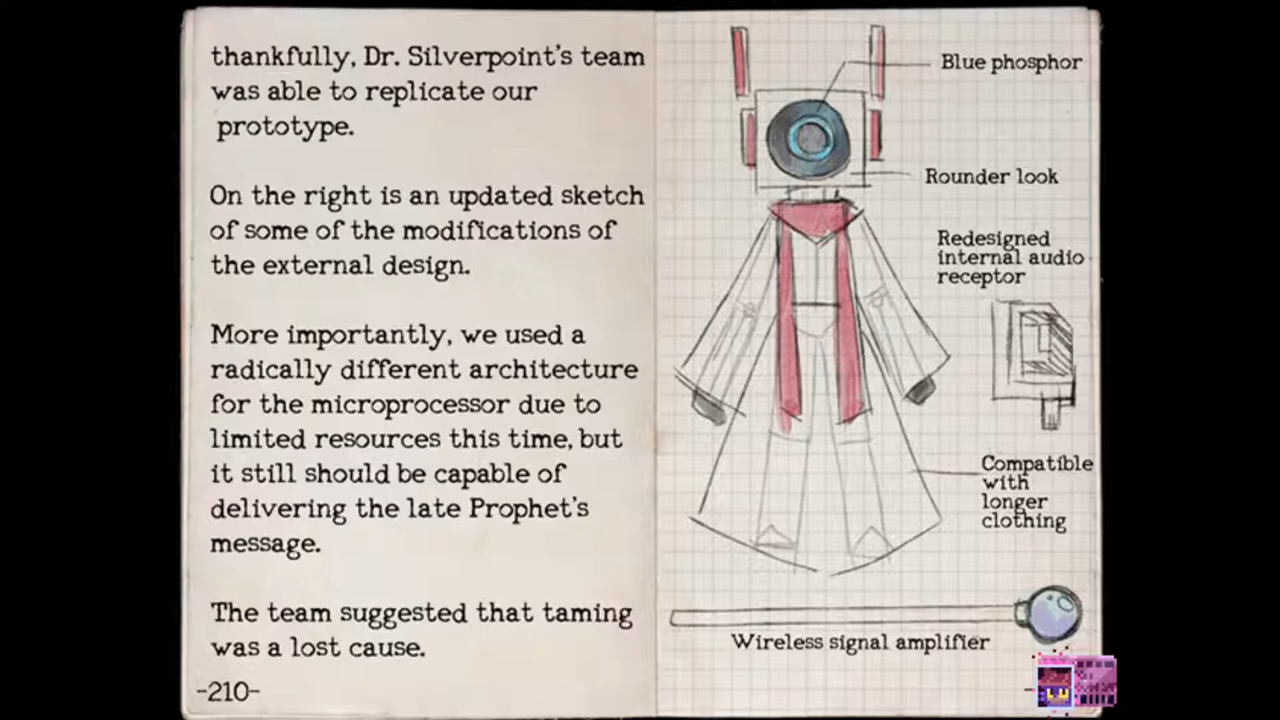 thankfully, Dr. Silverpoint's team
was able to replicate our
prototype.
On the right is an updated sketch
of some of the modifications of
the external design.
More importantly, we used a
radically different architecture
for the microprocessor due to
limited resources this time, but
it still should be capable of
delivering the late Prophet's
message.
The team suggested that taming
was a lost cause.
-210-
Blue phosphor
Rounder look
Redesigned
internal audio
receptor
Compatible
with
longer
clothing
Wireless signal amplifier